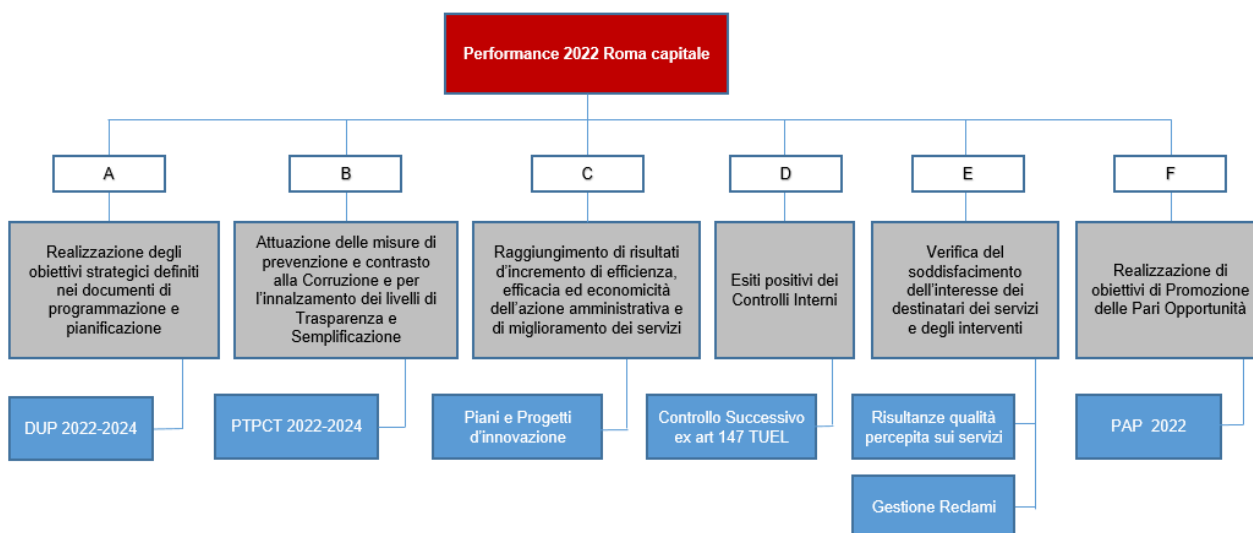 Performance 2022 Roma capitale
A
B
C
D
E
F
Realizzazione degli
obiettivi strategici definiti
nei documenti di
programmazione e
pianificazione
Attuazione delle misure di
prevenzione e contrasto
alla Corruzione e per
l'innalzamento dei livelli di
Trasparenza e
Semplificazione
Raggiungimento di risultati
d'incremento di efficienza,
efficacia ed economicità
dell'azione amministrativa e
di miglioramento dei servizi
Esiti positivi dei
Controlli Interni
Verifica del
soddisfacimento
dell'interesse dei
destinatari dei servizi
e degli interventi
Realizzazione di
obiettivi di Promozione
delle Pari Opportunità
DUP 2022-2024
PTPCT 2022-2024
Piani e Progetti
d'innovazione
Controllo Successivo
ex art 147 TUEL
Risultanze qualità
percepita sui servizi
PAP 2022
Gestione Reclami